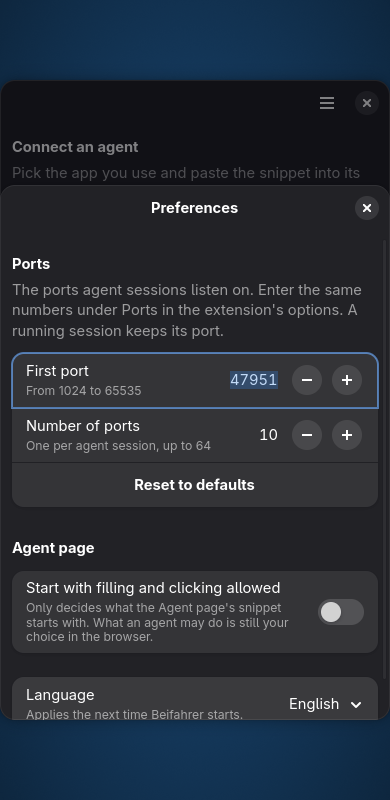 Connect an agent
Pick the app you use and paste the snippet into its
Preferences
Ports
The ports agent sessions listen on. Enter the same
numbers under Ports in the extension's options. A
running session keeps its port.
First port
From 1024 to 65535
47951
Number of ports
One per agent session, up to 64
10
Reset to defaults
Agent page
Start with filling and clicking allowed
Only decides what the Agent page's snippet
starts with. What an agent may do is still your
choice in the browser.
Language
Applies the next time Beifahrer starts.
English